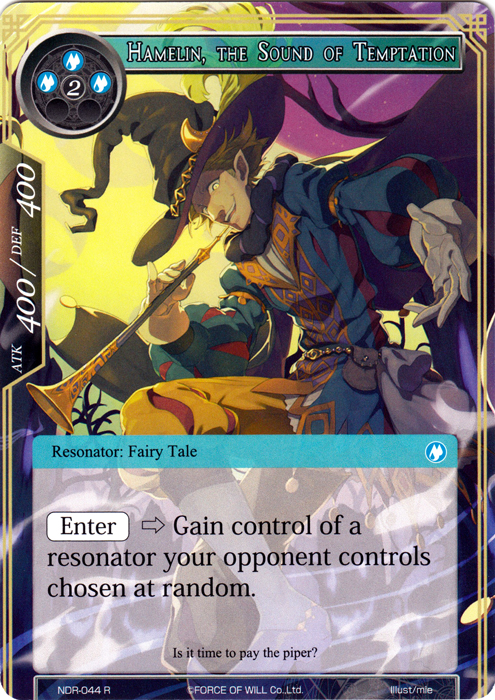 Hamelin, the Sound of Temptation
2
ATK 400 / DEF 400
Resonator: Fairy Tale
Enter ⇨ Gain control of a
resonator your opponent controls
chosen at random.
Is it time to pay the piper?
NDR-044 R ©FORCE OF WILL Co.,Ltd. Illust/mle